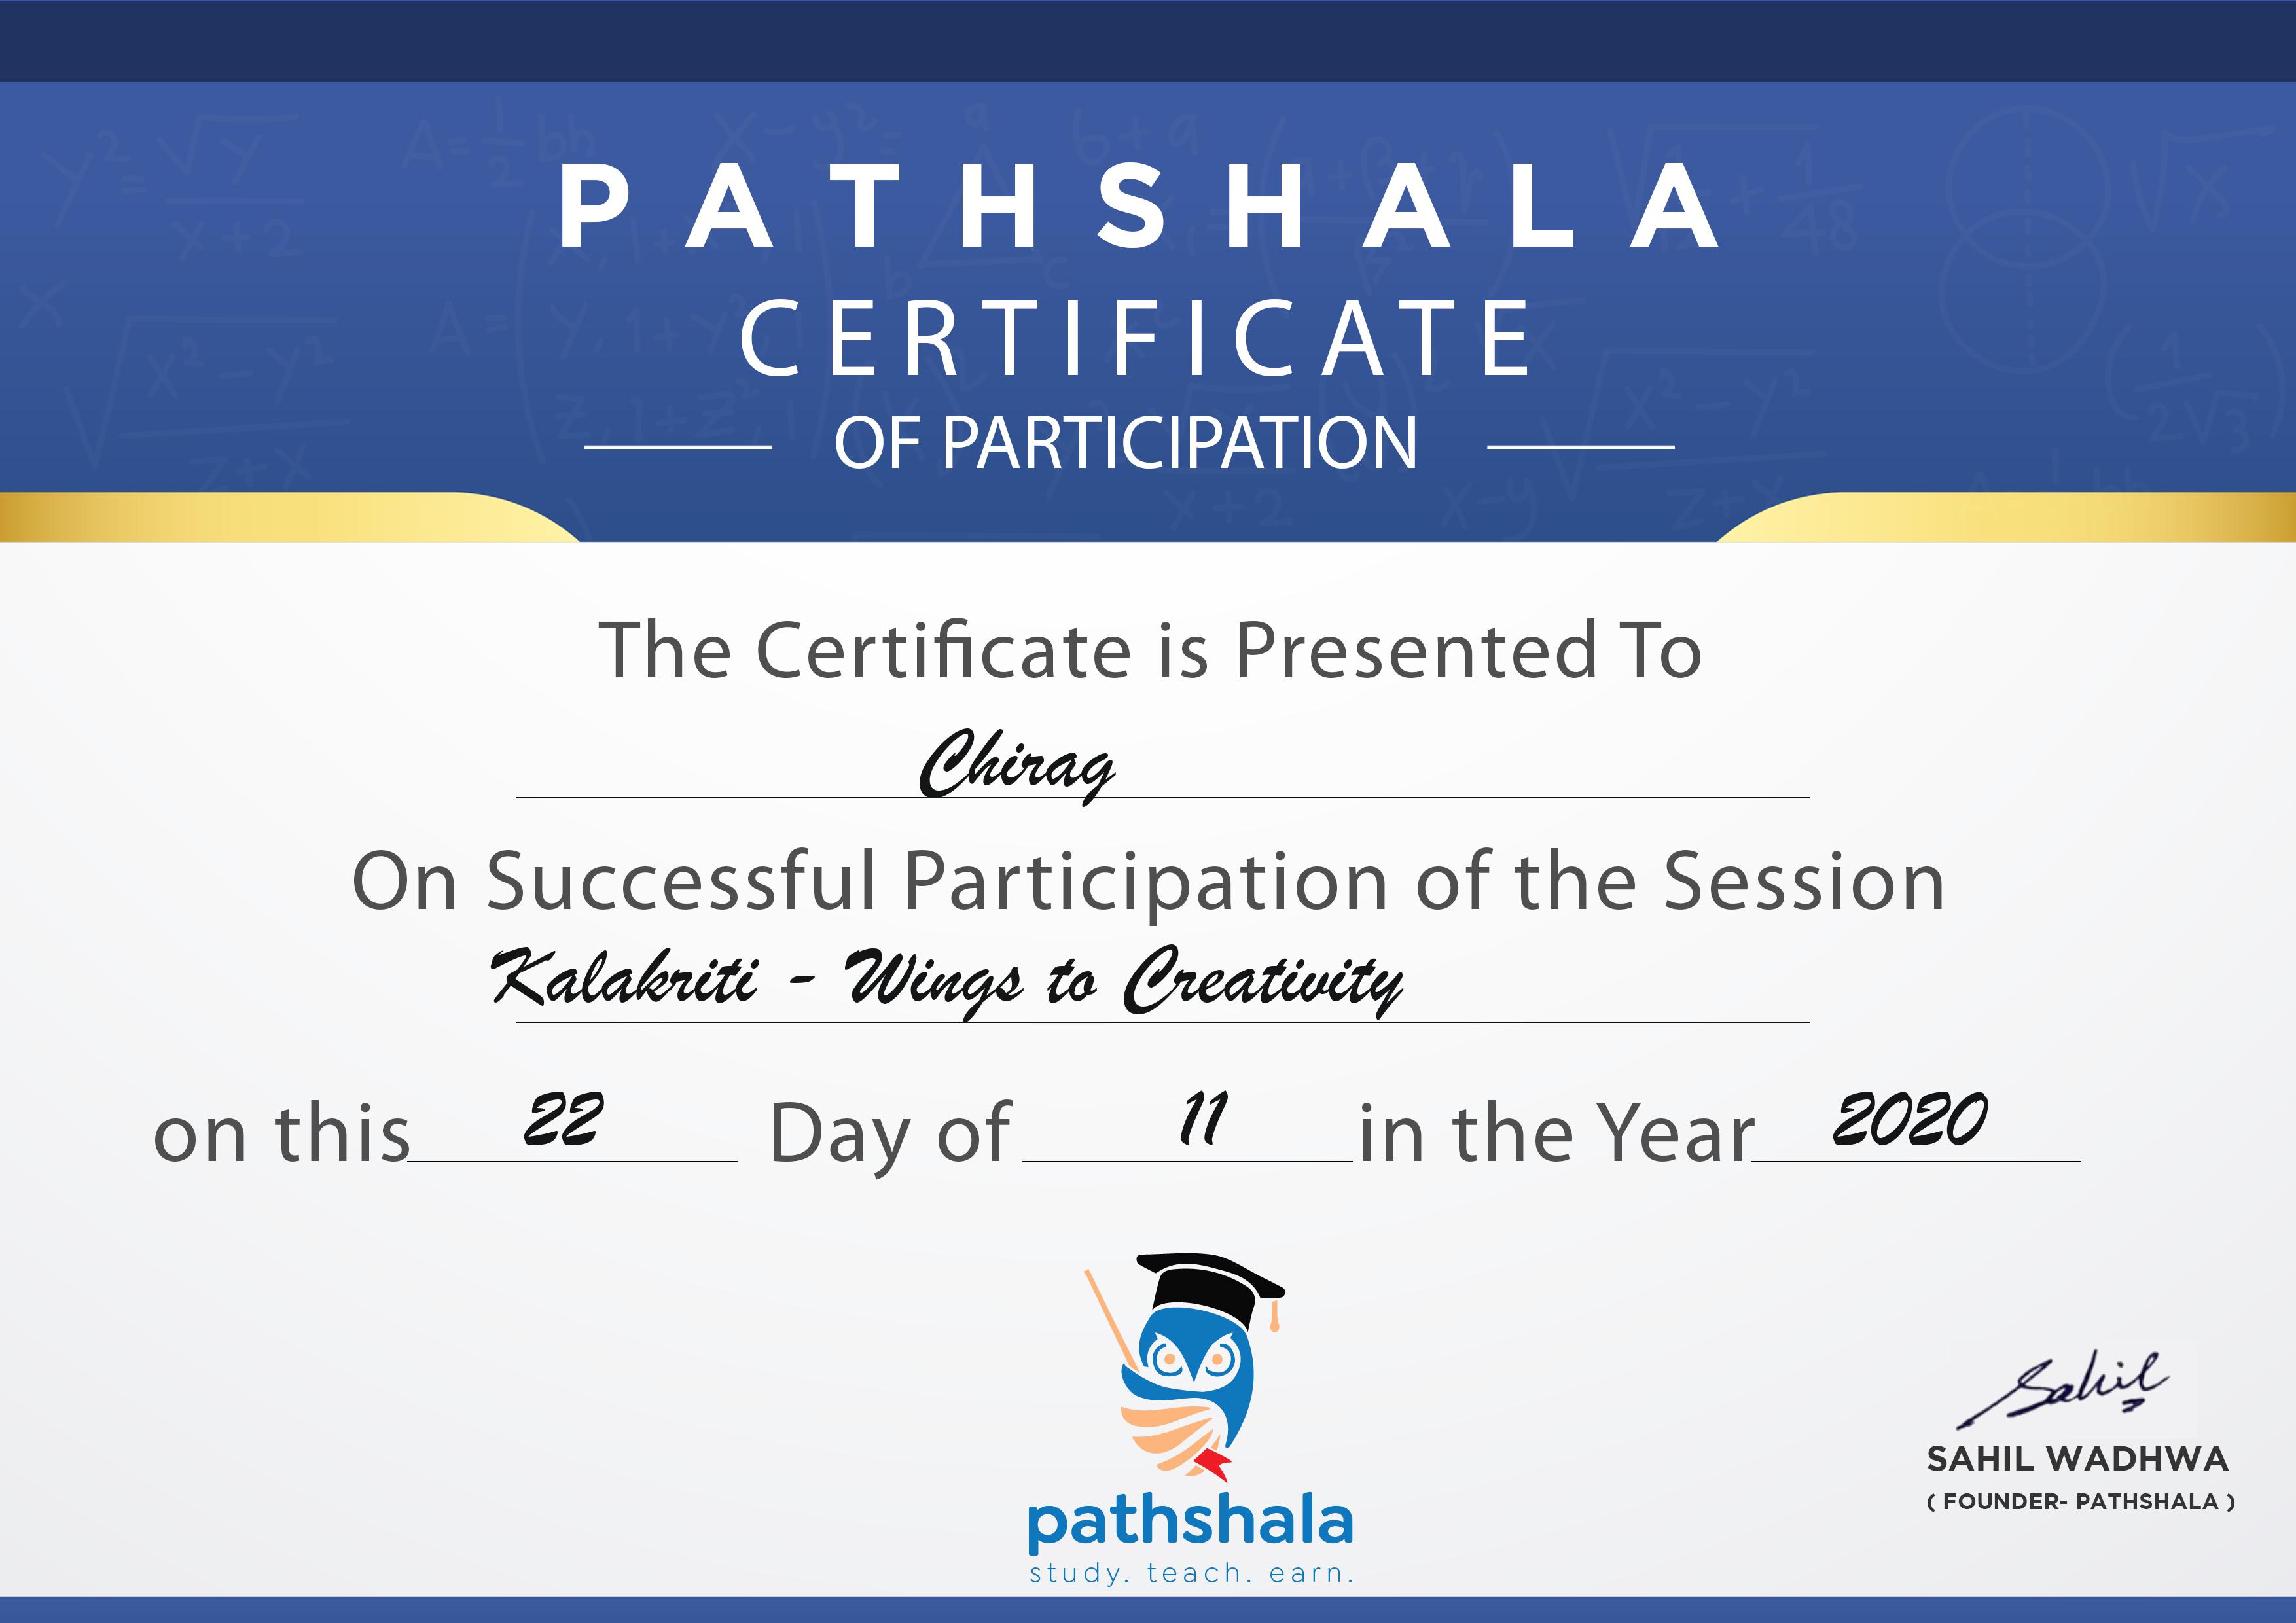 PATHSHALA
CERTIFICATE
OF PARTICIPATION
The Certificate is Presented To
Chirag
On Successful Participation of the Session
Kalakriti - Wings to Creativity
on this 22 Day of 11 in the Year 2020
Sahil
SAHIL WADHWA
( FOUNDER- PATHSHALA )
pathshala
study. teach. earn.